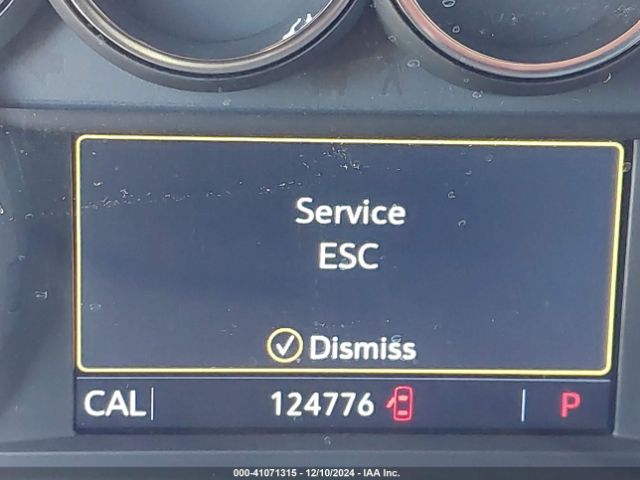 Service
ESC
Dismiss
CAL 124776 P
000-41071315 - 12/10/2024 - IAA Inc.